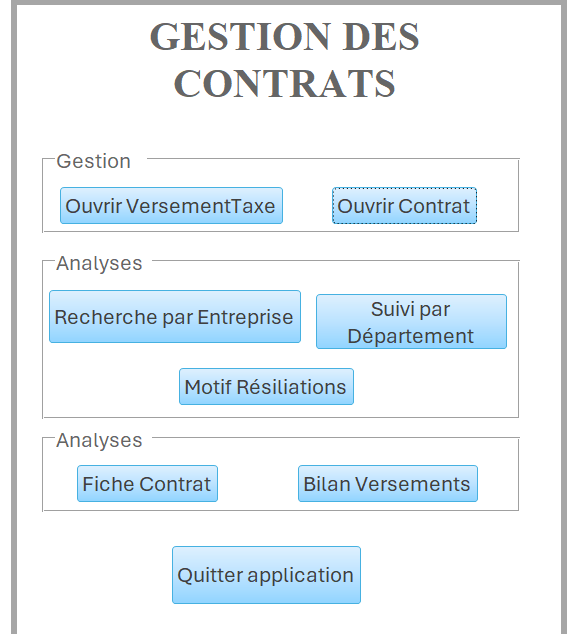 GESTION DES
CONTRATS
Gestion
Ouvrir VersementTaxe
Ouvrir Contrat
Analyses
Recherche par Entreprise
Suivi par
Département
Motif Résiliations
Analyses
Fiche Contrat
Bilan Versements
Quitter application